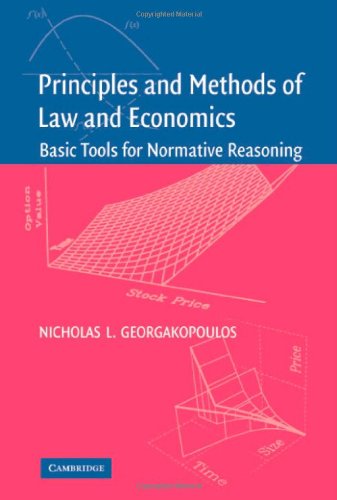 f'(x)
f(x)
x
Principles and Methods of
Law and Economics
Basic Tools for Normative Reasoning
Option
Value
Stock Price
NICHOLAS L. GEORGAKOPOULOS
Price
Time
Size
CAMBRIDGE